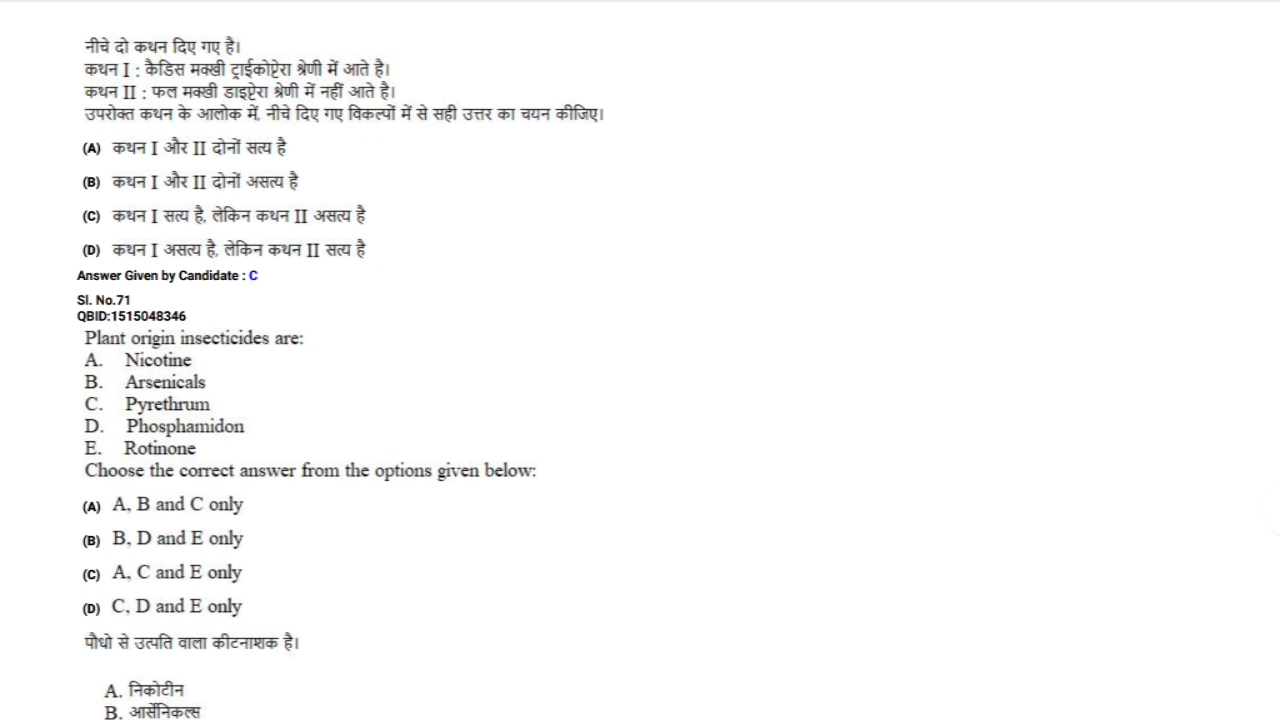 नीचे दो कथन दिए गए है।
कथन I : कैडिस मक्खी ट्राईकोप्टेरा श्रेणी में आते है।
कथन II : फल मक्खी डाइप्टेरा श्रेणी में नहीं आते है।
उपरोक्त कथन के आलोक में, नीचे दिए गए विकल्पों में से सही उत्तर का चयन कीजिए।
(A) कथन I और II दोनों सत्य है
(B) कथन I और II दोनों असत्य है
(C) कथन I सत्य है, लेकिन कथन II असत्य है
(D) कथन I असत्य है, लेकिन कथन II सत्य है
Answer Given by Candidate : C
Sl. No.71
QBID:1515048346
Plant origin insecticides are:
A. Nicotine
B. Arsenicals
C. Pyrethrum
D. Phosphamidon
E. Rotinone
Choose the correct answer from the options given below:
(A) A, B and C only
(B) B, D and E only
(C) A, C and E only
(D) C, D and E only
पौधो से उत्पति वाला कीटनाशक है।
A. निकोटीन
B. आर्सेनिकल्स